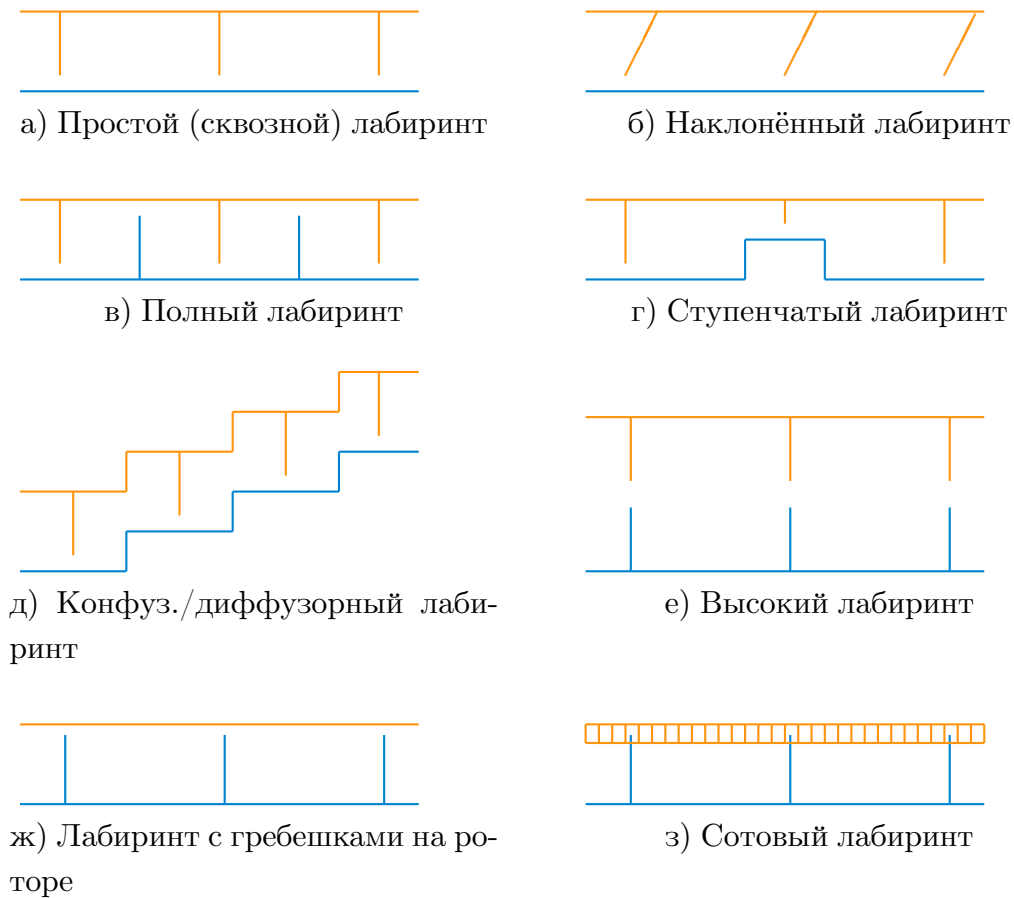 а) Простой (сквозной) лабиринт
б) Наклонённый лабиринт
в) Полный лабиринт
г) Ступенчатый лабиринт
д) Конфуз./диффузорный лаби-
ринт
е) Высокий лабиринт
ж) Лабиринт с гребешками на ро-
торе
з) Сотовый лабиринт